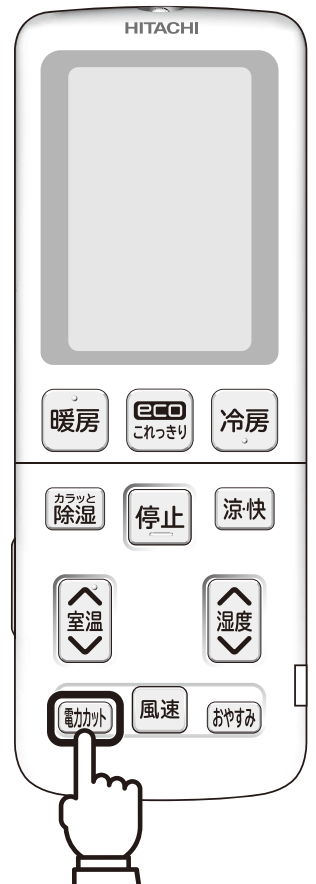 HITACHI
暖房
eco
これっきり
冷房
カラッと
除湿
停止
涼·快
室温
湿度
電力カット
風速
おやすみ